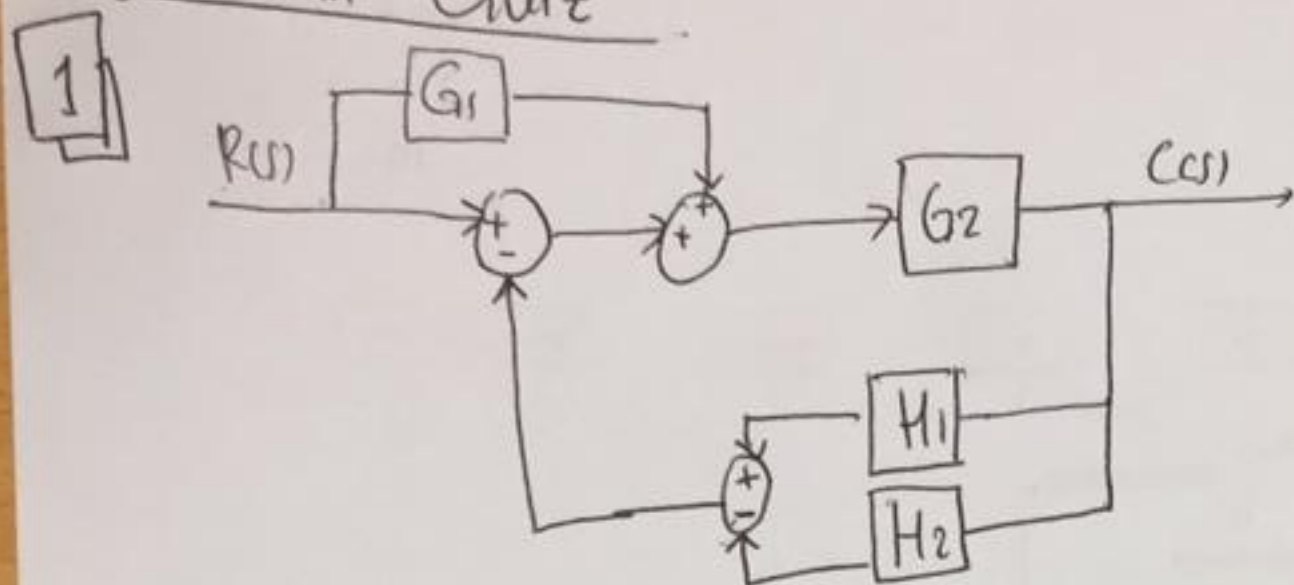 1
G1
R(s)
+
-
+
+
G2
C(s)
H1
+
-
H2